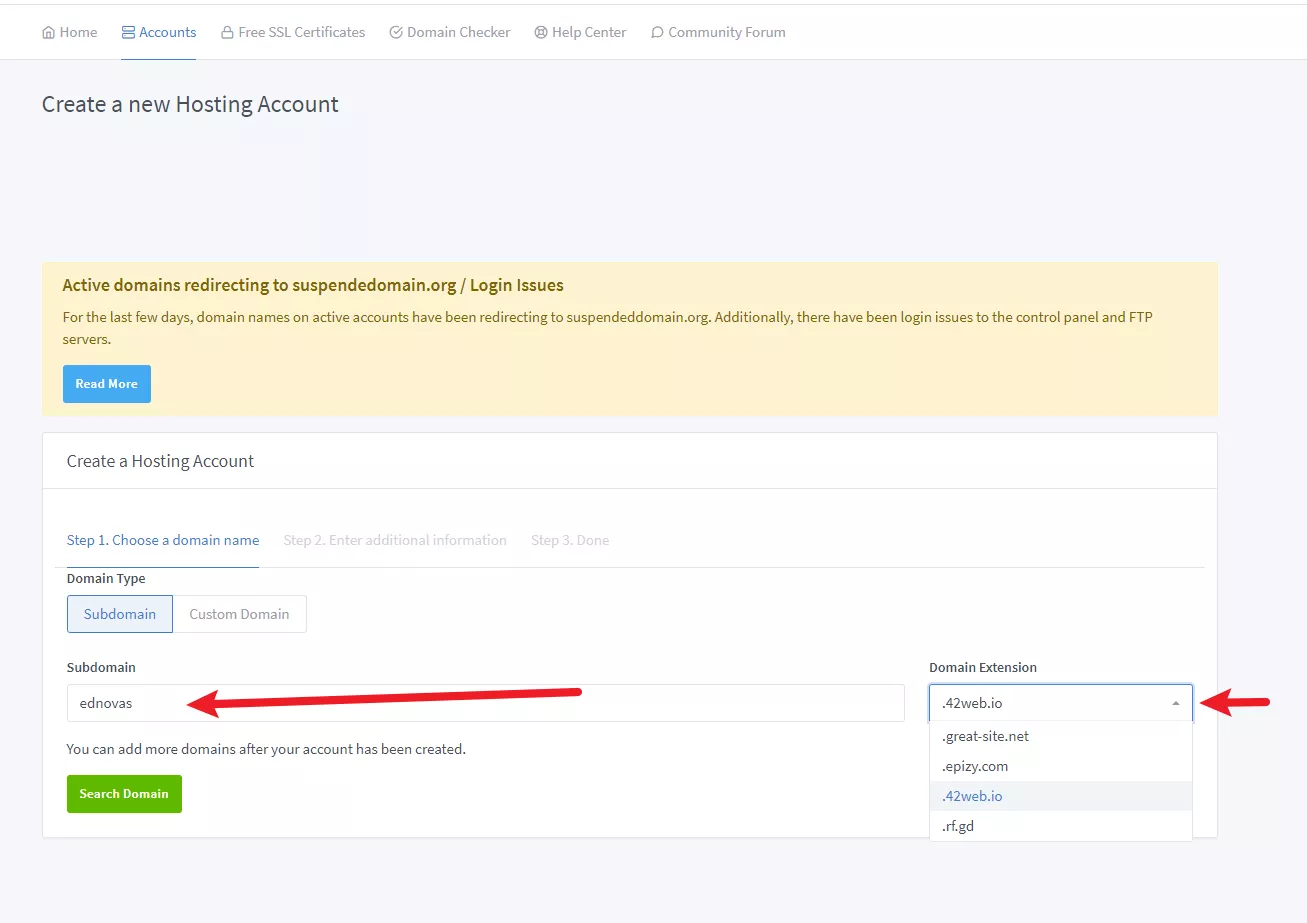 Home Accounts Free SSL Certificates Domain Checker Help Center Community Forum
Create a new Hosting Account
Active domains redirecting to suspendedomain.org / Login Issues
For the last few days, domain names on active accounts have been redirecting to suspendeddomain.org. Additionally, there have been login issues to the control panel and FTP
servers.
Read More
Create a Hosting Account
Step 1. Choose a domain name Step 2. Enter additional information Step 3. Done
Domain Type
Subdomain Custom Domain
Subdomain Domain Extension
ednovas .42web.io
.great-site.net
You can add more domains after your account has been created.
.epizy.com
Search Domain .42web.io
.rf.gd